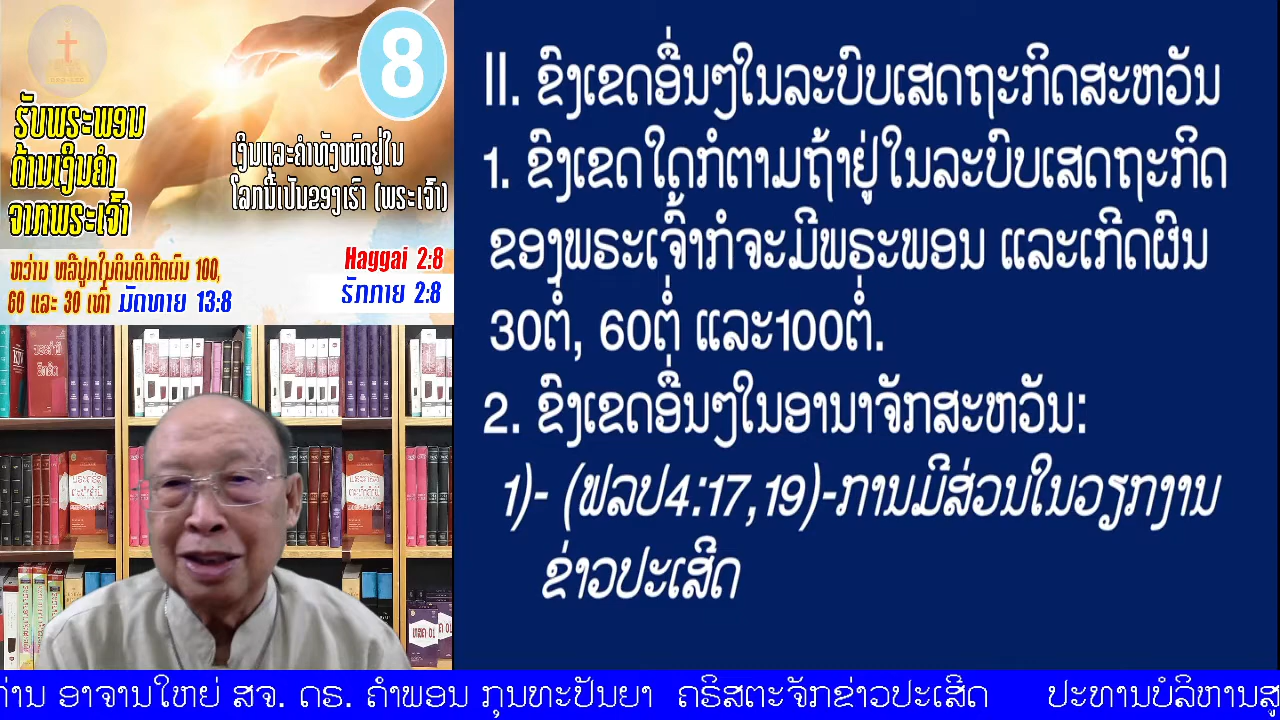 8
ຮັບພຣະພອນ
ດ້ານເງິນຄຳ
ຈາກພຣະເຈົ້າ
ເງິນແລະຄຳທັງໝົດຢູ່ໃນ
ໂລກນີ້ເປັນຂອງເຮົາ (ພຣະເຈົ້າ)
Haggai 2:8
ຮັກກາຍ 2:8
ຫວ່ານ ຫລືປູກໃນດິນດີເກີດຜົນ 100,
60 ແລະ 30 ເທົ່າ ມັດທາຍ 13:8
II. ຂົງເຂດອື່ນໆໃນລະບົບເສດຖະກິດສະຫວັນ
1. ຂົງເຂດໃດກໍຕາມຖ້າຢູ່ໃນລະບົບເສດຖະກິດ
ຂອງພຣະເຈົ້າກໍຈະມີພຣະພອນ ແລະເກີດຜົນ
30ຕໍ່, 60ຕໍ່ ແລະ100ຕໍ່.
2. ຂົງເຂດອື່ນໆໃນອານາຈັກສະຫວັນ:
1)- (ຟລປ4:17,19)-ການມີສ່ວນໃນວຽກງານ
ຂ່າວປະເສີດ
ທ່ານ ອາຈານໃຫຍ່ ສຈ. ດຣ. ຄຳພອນ ກຸນທະປັນຍາ ຄຣິສຕະຈັກຂ່າວປະເສີດ ປະທານບໍລິຫານສູ